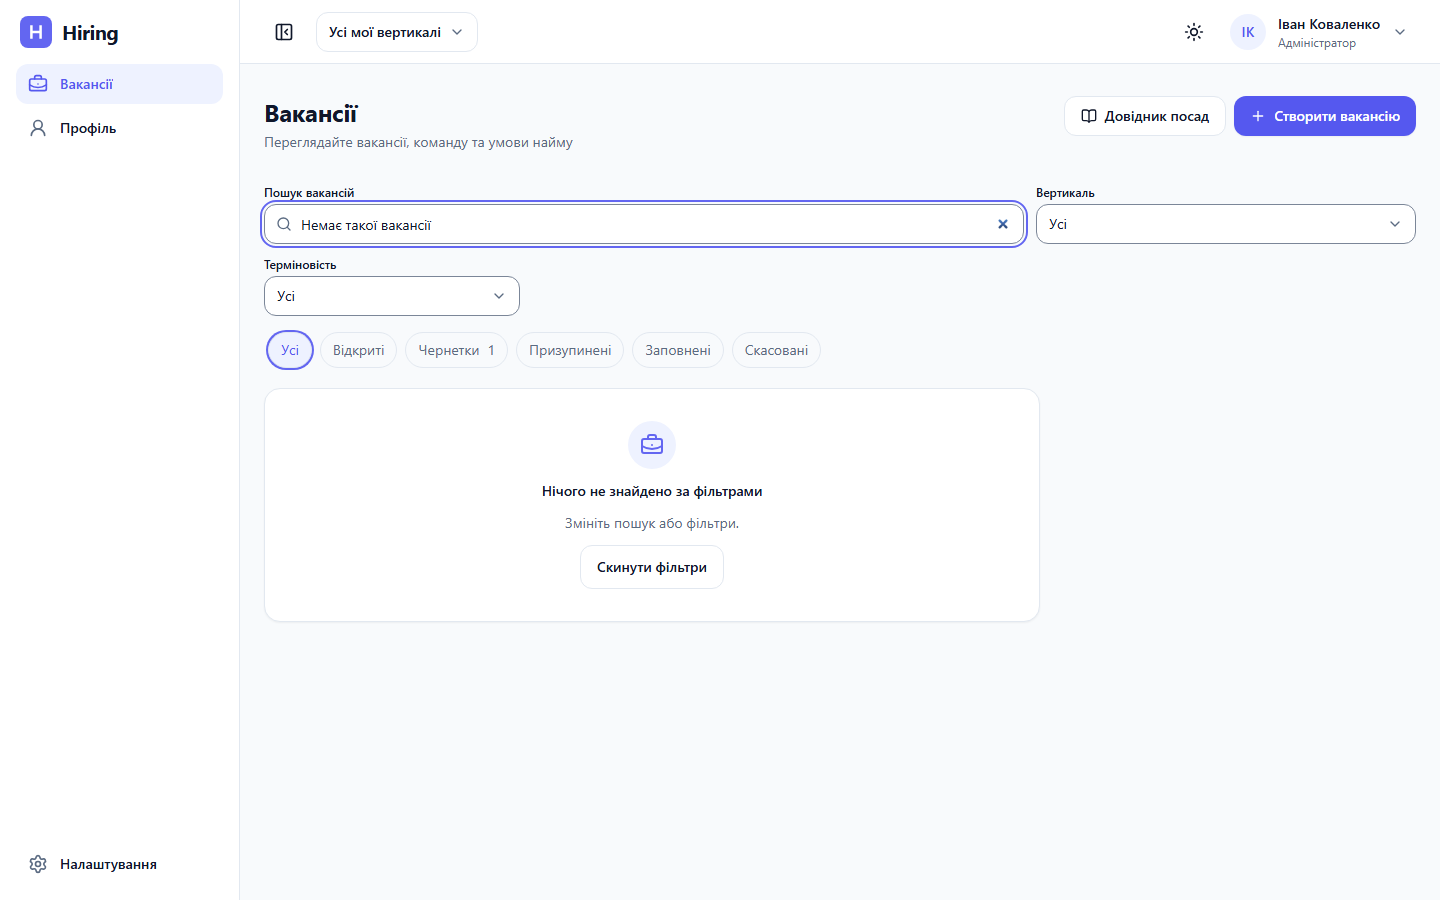 H Hiring
Усі мої вертикалі
ІК
Іван Коваленко
Адміністратор
Вакансії
Профіль
Налаштування
Вакансії
Переглядайте вакансії, команду та умови найму
Довідник посад
Створити вакансію
Пошук вакансій
Немає такої вакансії
Вертикаль
Усі
Терміновість
Усі
Усі
Відкриті
Чернетки 1
Призупинені
Заповнені
Скасовані
Нічого не знайдено за фільтрами
Змініть пошук або фільтри.
Скинути фільтри